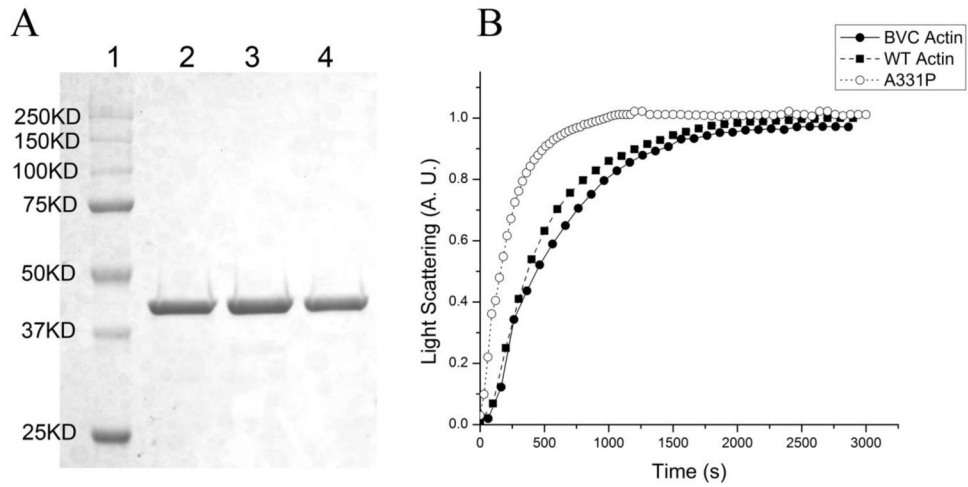 A
1 2 3 4
250KD
150KD
100KD
75KD
50KD
37KD
25KD
B
BVC Actin
WT Actin
A331P
Light Scattering (A. U.)
1.0
0.8
0.6
0.4
0.2
0.0
0 500 1000 1500 2000 2500 3000
Time (s)